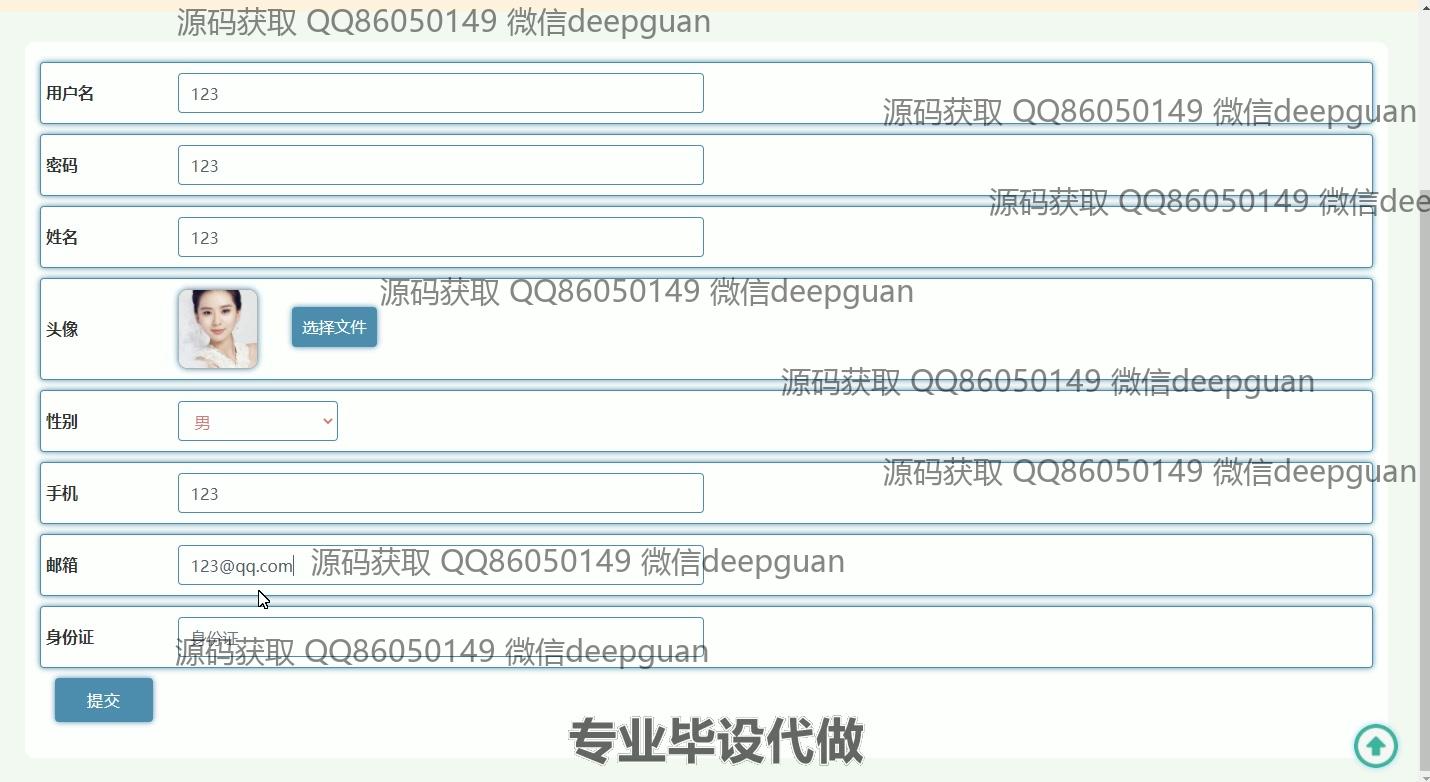 源码获取 QQ86050149 微信deepguan
用户名 123
源码获取 QQ86050149 微信deepguan
密码 123
源码获取 QQ86050149 微信dee
姓名 123
源码获取 QQ86050149 微信deepguan
头像 选择文件
源码获取 QQ86050149 微信deepguan
性别 男
源码获取 QQ86050149 微信deepguan
手机 123
邮箱 123@qq.com 源码获取 QQ86050149 微信deepguan
身份证 身份证
源码获取 QQ86050149 微信deepguan
提交
专业毕设代做